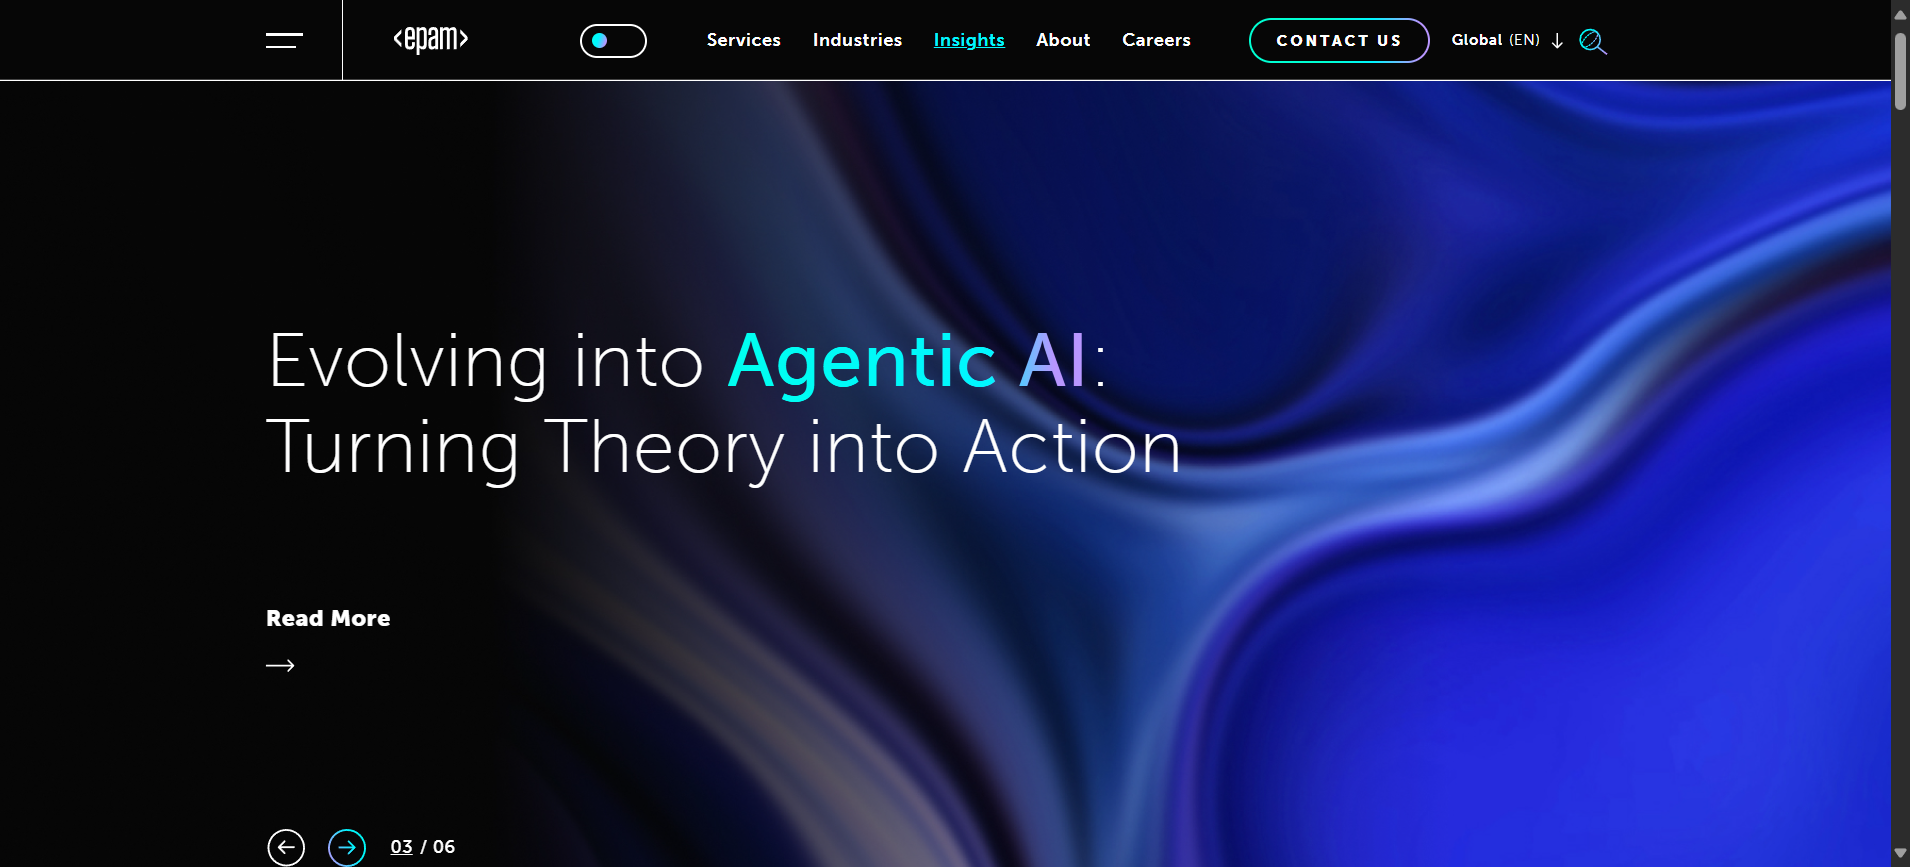 <epam>
Services
Industries
Insights
About
Careers
CONTACT US
Global (EN)
Evolving into Agentic AI:
Turning Theory into Action
Read More
03 / 06